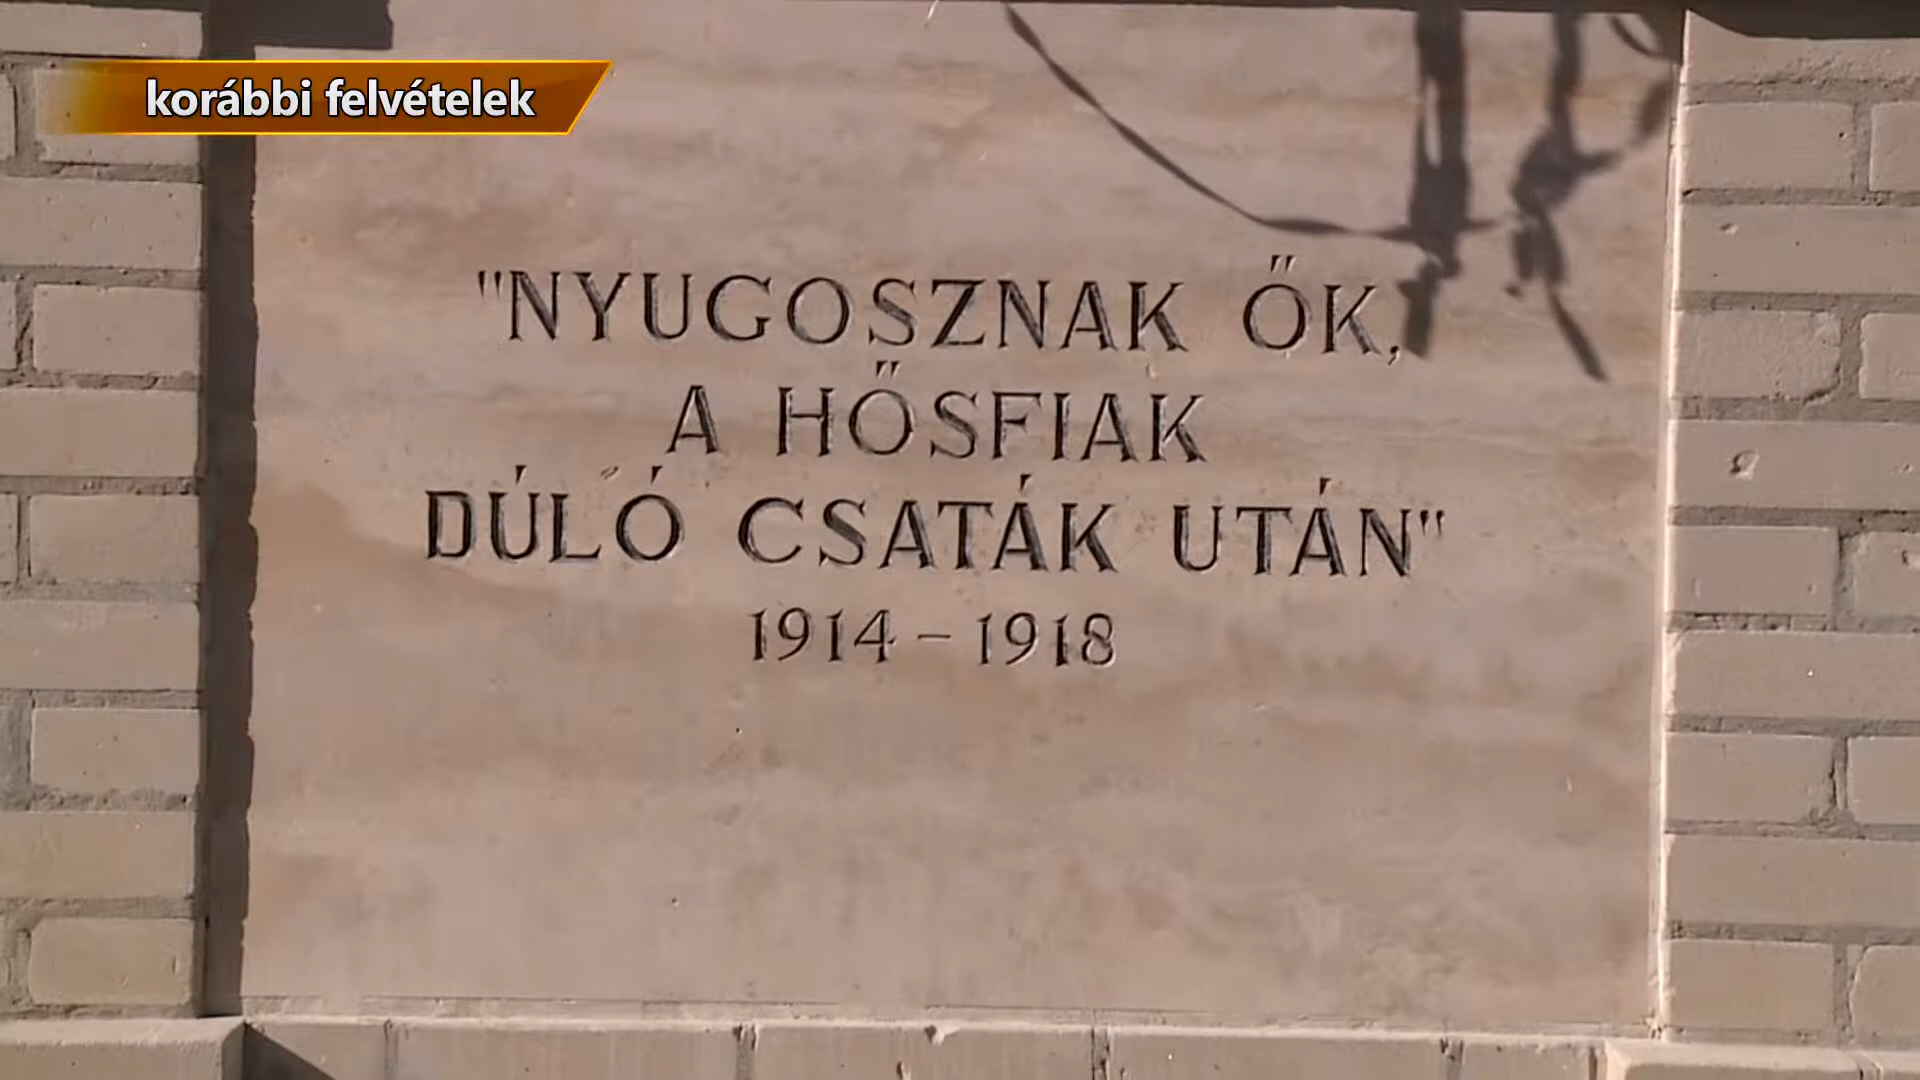 korábbi felvételek
"NYUGOSZNAK ŐK,
A HŐSFIAK
DÚLÓ CSATÁK UTÁN"
1914 – 1918